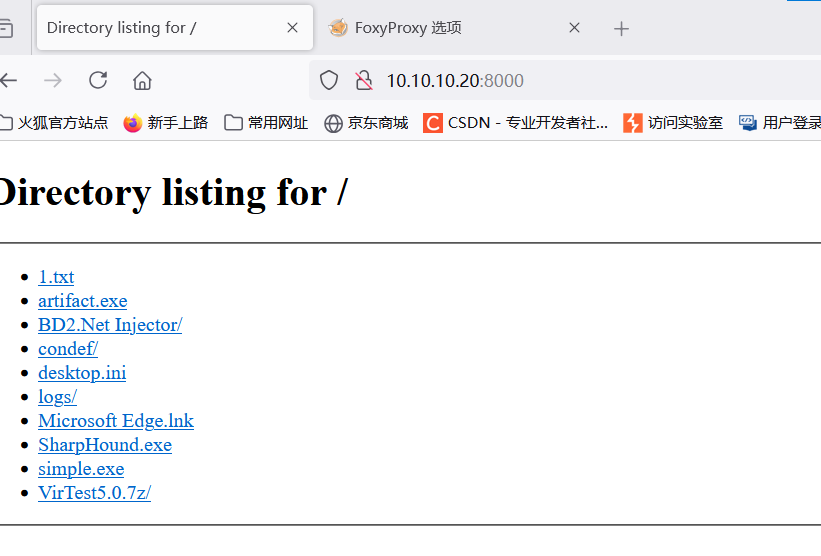 Directory listing for /
FoxyProxy 选项
10.10.10.20:8000
火狐官方站点 新手上路 常用网址 京东商城 CSDN - 专业开发者社... 访问实验室 用户登录
Directory listing for /
1.txt
artifact.exe
BD2.Net Injector/
condef/
desktop.ini
logs/
Microsoft Edge.lnk
SharpHound.exe
simple.exe
VirTest5.0.7z/